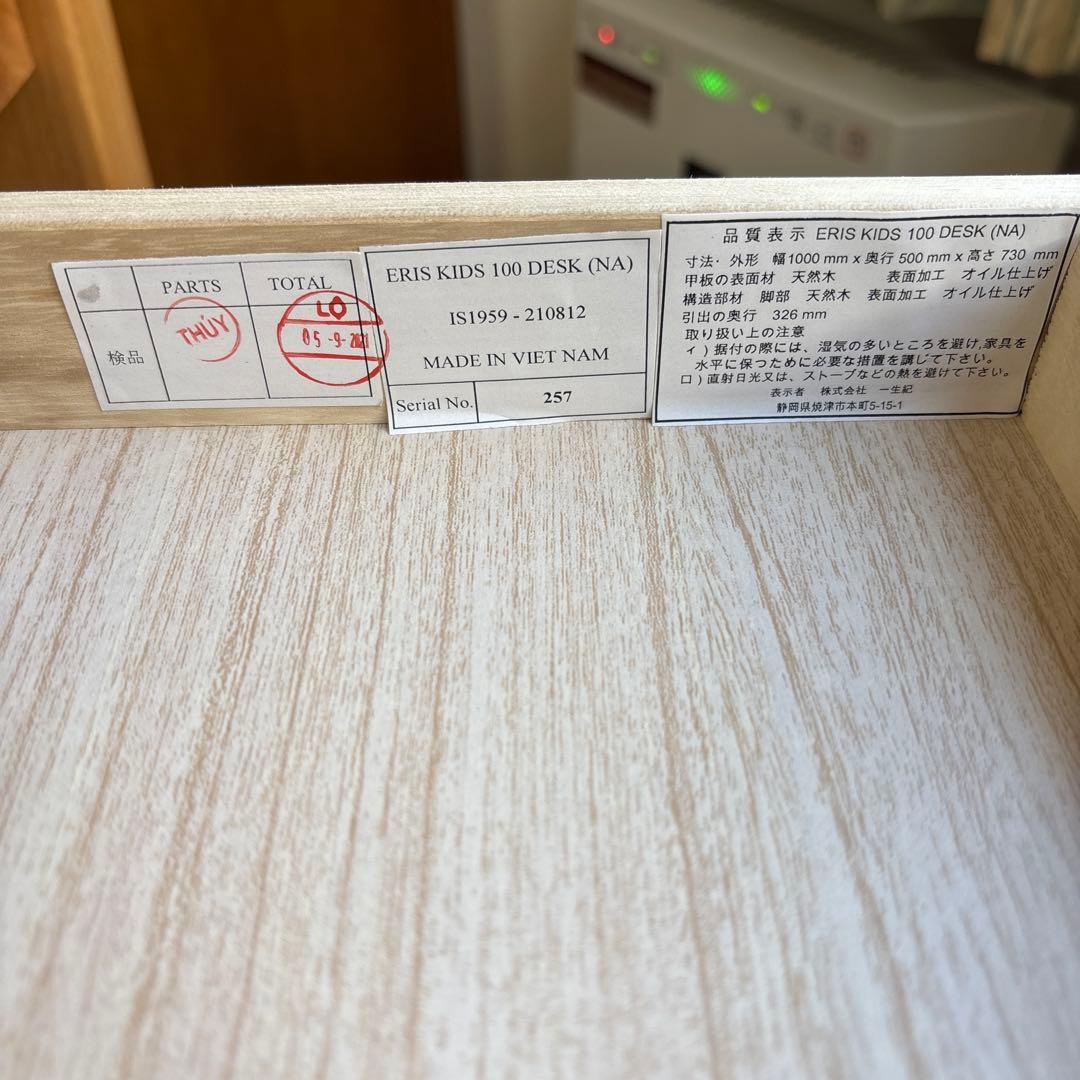 PARTS TOTAL
検品 THÚY LỘ 05-9-2021
ERIS KIDS 100 DESK (NA)
IS1959 - 210812
MADE IN VIET NAM
Serial No. 257
品質表示 ERIS KIDS 100 DESK (NA)
寸法・外形 幅1000 mm x 奥行 500 mm x 高さ 730 mm
甲板の表面材 天然木 表面加工 オイル仕上げ
構造部材 脚部 天然木 表面加工 オイル仕上げ
引出の奥行 326 mm
取り扱い上の注意
ィ）据付の際には、湿気の多いところを避け,家具を
水平に保つために必要な措置を講じて下さい。
口）直射日光又は、ストーブなどの熱を避けて下さい。
表示者 株式会社 一生紀
静岡県焼津市本町5-15-1